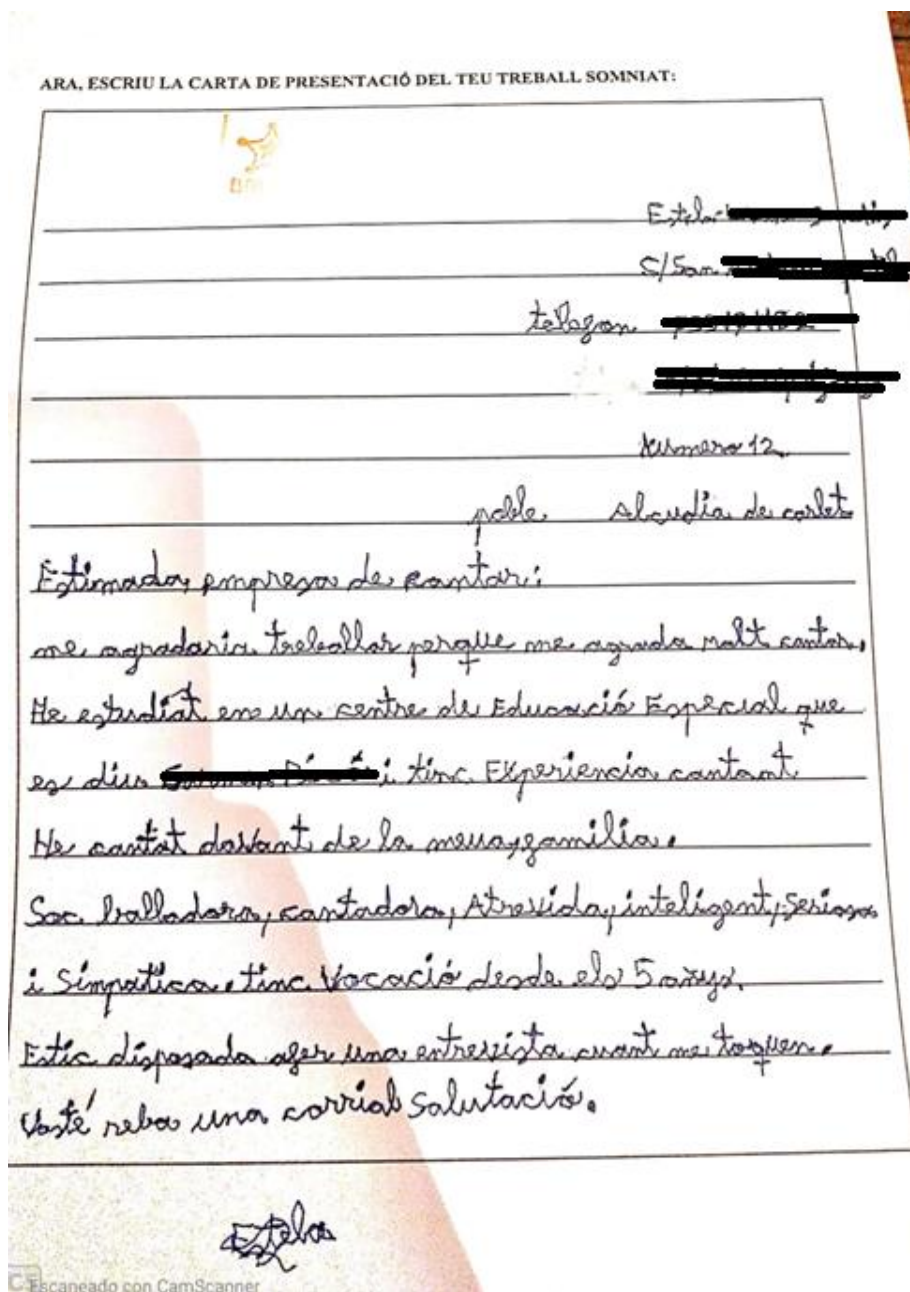 ARA, ESCRIU LA CARTA DE PRESENTACIÓ DEL TEU TREBALL SOMNIAT:
Estela
C/San
telagon
Numero 12
poble Alcudia de carlet
Estimada, empresa de cantar:
me agradaria treballar perque me agrada molt cantar.
He estudiat en un centre de Educació Especial que
es diu i tinc Experiencia cantant
He cantat davant de la meua familia.
Soc balladora, cantadora, Atrevida, inteligent, Seriosa
i Simpatica. tinc Vocació desde els 5 anys.
Estic disposada afer una entrevista cuant me toquen.
Vosté reba una corrial Salutació.
Estela
Escaneado con CamScanner